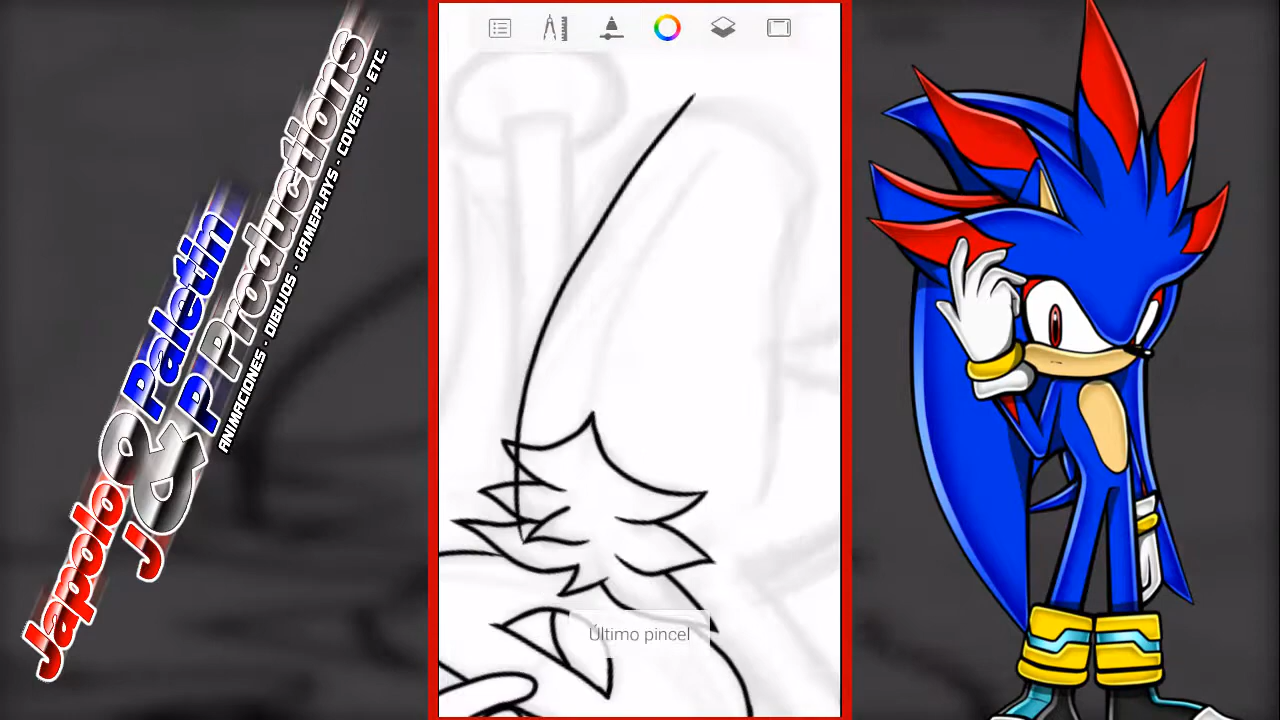 Japolo & Paletin
J & P Productions
ANIMACIONES - DIBUJOS - GAMEPLAYS - COVERS - ETC.
Último pincel